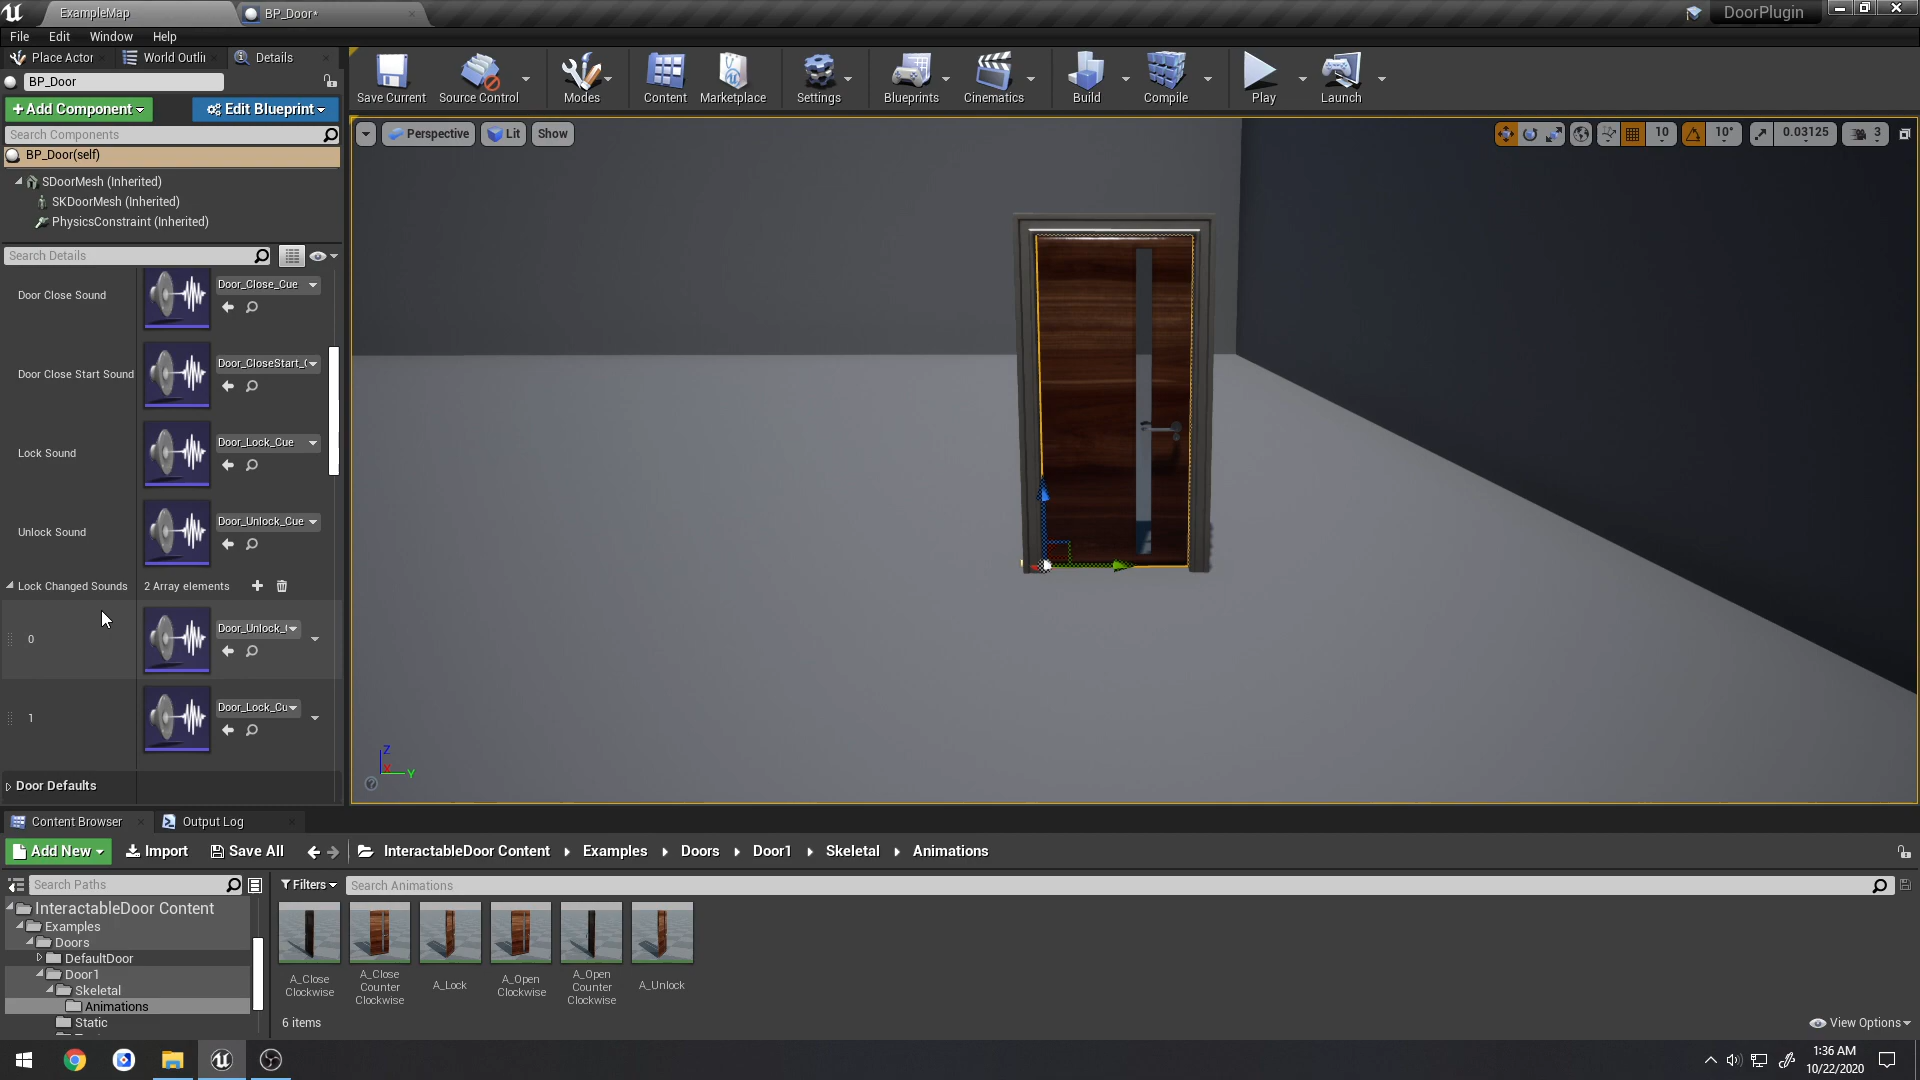 ExampleMap
BP_Door*
DoorPlugin
File Edit Window Help
Place Actor World Outli Details
BP_Door
+Add Component Edit Blueprint
Search Components
BP_Door(self)
SDoorMesh (Inherited)
SKDoorMesh (Inherited)
PhysicsConstraint (Inherited)
Search Details
Door Close Sound Door_Close_Cue
Door Close Start Sound Door_CloseStart_(
Lock Sound Door_Lock_Cue
Unlock Sound Door_Unlock_Cue
Lock Changed Sounds 2 Array elements
0 Door_Unlock_(
1 Door_Lock_Cu
Door Defaults
Save Current Source Control Modes Content Marketplace Settings Blueprints Cinematics Build Compile Play Launch
Perspective Lit Show
10 10° 0.03125 3
Z
X Y
Content Browser Output Log
Add New Import Save All InteractableDoor Content Examples Doors Door1 Skeletal Animations
Search Paths
Filters Search Animations
InteractableDoor Content
Examples
Doors
DefaultDoor
Door1
Skeletal
Animations
Static
A_Close
Clockwise
A_Close
Counter
Clockwise
A_Lock
A_Open
Clockwise
A_Open
Counter
Clockwise
A_Unlock
6 items
View Options
1:36 AM
10/22/2020